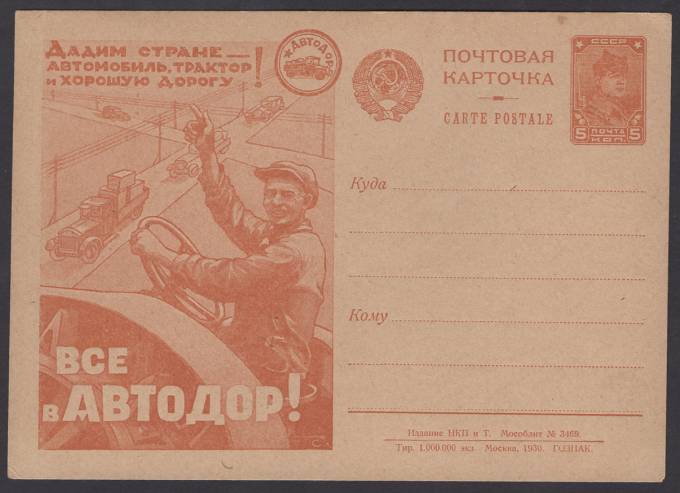 Дадим стране —
автомобиль, трактор
и хорошую дорогу!
АВТОДОР
ВСЕ
в АВТОДОР!
ПОЧТОВАЯ
КАРТОЧКА
CARTE POSTALE
СССР
5 ПОЧТА 5
КОП.
Куда
Кому
Издание НКП и Т. Мособлит № 3469.
Тир. 1.000.000 экз. Москва, 1930. ГОЗНАК.